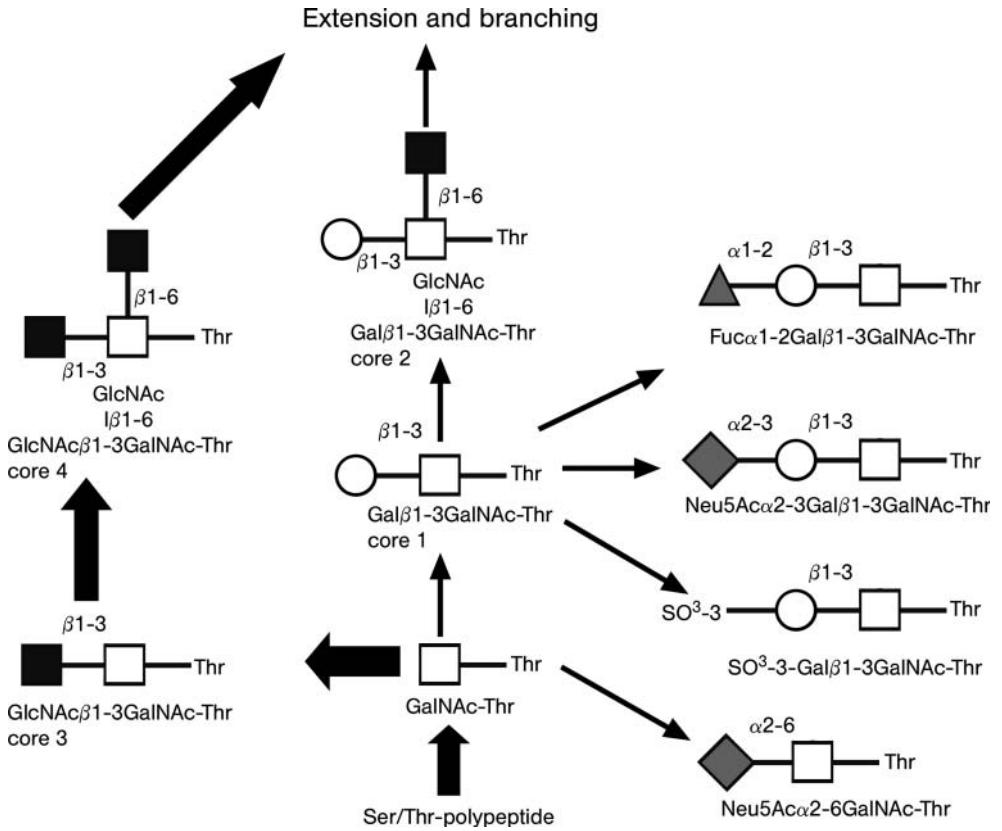 Extension and branching
β1-6
Thr
β1-3
GlcNAc
Iβ1-6
Galβ1-3GalNAc-Thr
core 2
β1-6
Thr
β1-3
GlcNAc
Iβ1-6
GlcNAcβ1-3GalNAc-Thr
core 4
α1-2
β1-3
Thr
Fucα1-2Galβ1-3GalNAc-Thr
β1-3
Thr
Galβ1-3GalNAc-Thr
core 1
α2-3
β1-3
Thr
Neu5Acα2-3Galβ1-3GalNAc-Thr
β1-3
SO³-3
Thr
SO³-3-Galβ1-3GalNAc-Thr
β1-3
Thr
GlcNAcβ1-3GalNAc-Thr
core 3
Thr
GalNAc-Thr
α2-6
Thr
Neu5Acα2-6GalNAc-Thr
Ser/Thr-polypeptide